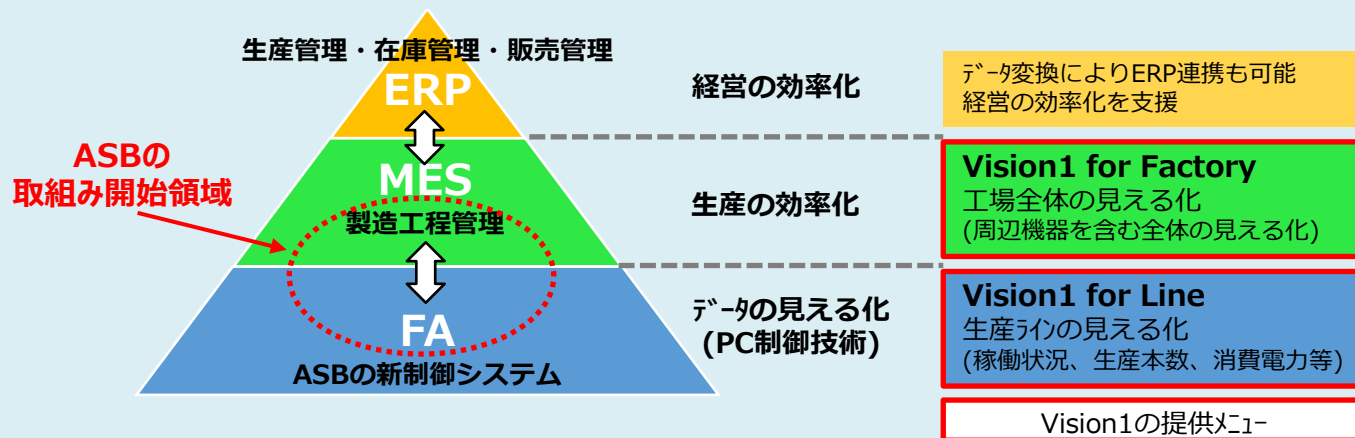 生産管理・在庫管理・販売管理
ERP
経営の効率化
ﾃﾞｰﾀ変換によりERP連携も可能
経営の効率化を支援
ASBの
取組み開始領域
MES
製造工程管理
生産の効率化
Vision1 for Factory
工場全体の見える化
(周辺機器を含む全体の見える化)
FA
ASBの新制御システム
ﾃﾞｰﾀの見える化
(PC制御技術)
Vision1 for Line
生産ﾗｲﾝの見える化
(稼働状況、生産本数、消費電力等)
Vision1の提供ﾒﾆｭｰ